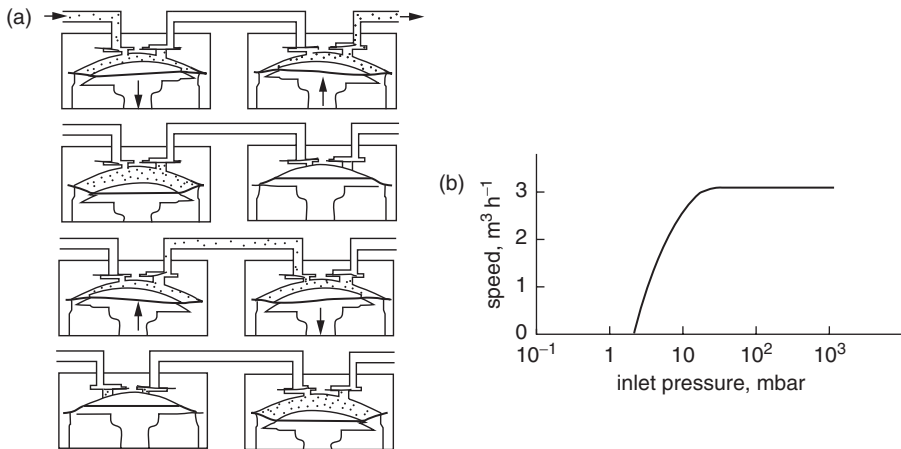 (a)
(b)
speed, m³ h⁻¹
3
2
1
0
10⁻¹ 1 10 10² 10³
inlet pressure, mbar